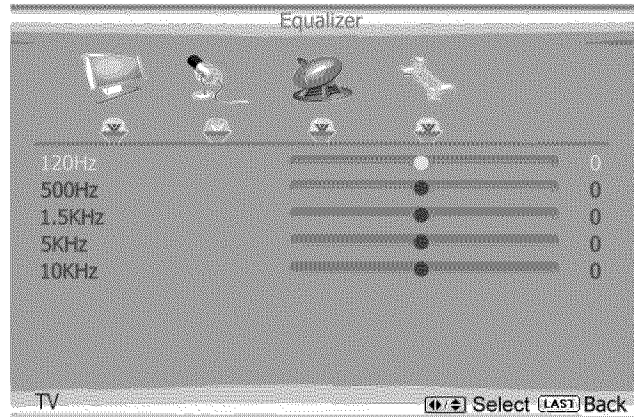 Equalizer
120Hz 0
500Hz 0
1.5KHz 0
5KHz 0
10KHz 0
TV Select LAST Back